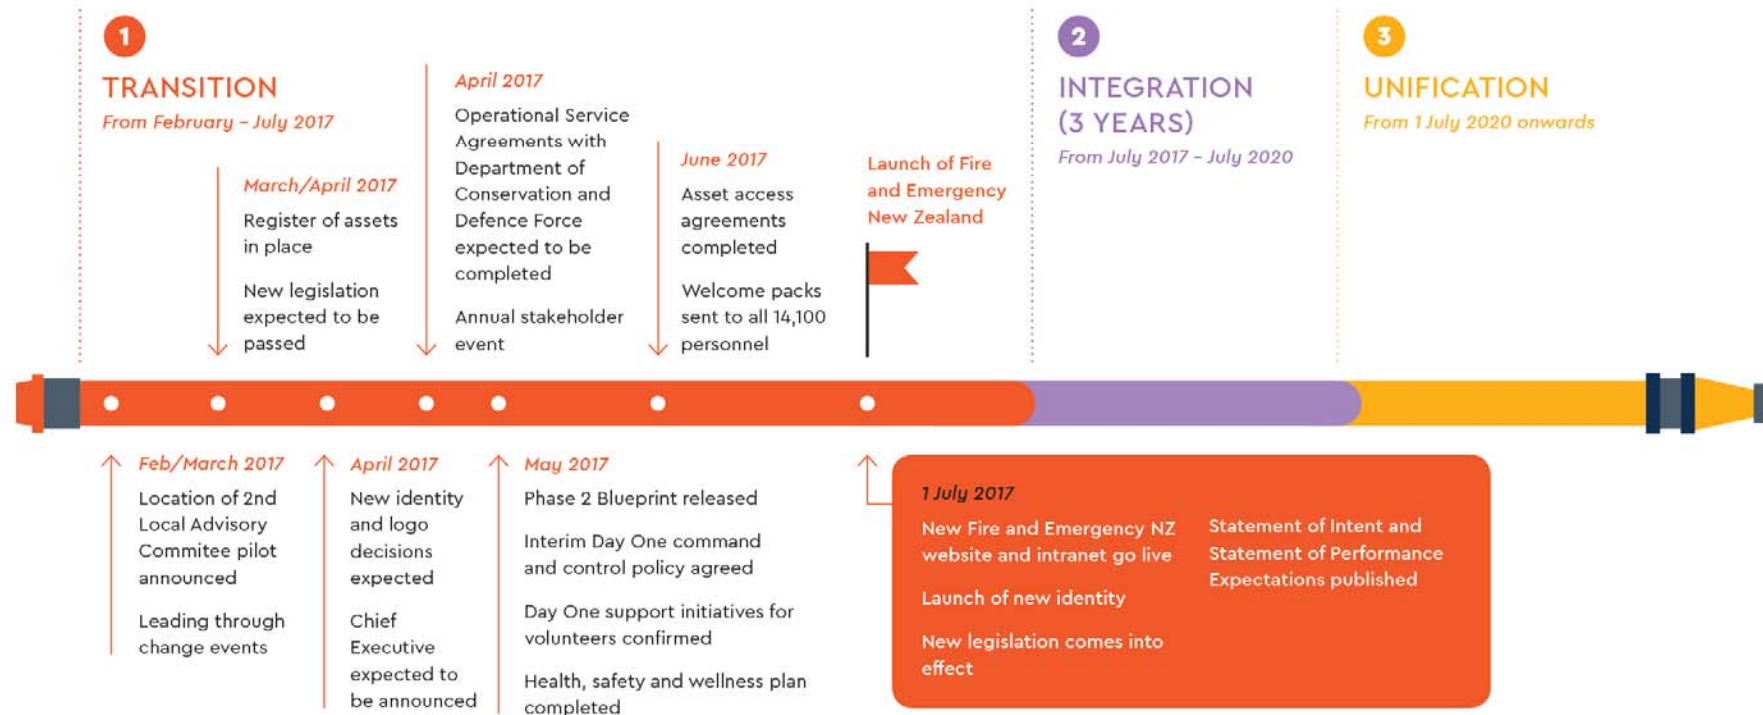 1
TRANSITION
From February – July 2017
March/April 2017
Register of assets
in place
New legislation
expected to be
passed
April 2017
Operational Service
Agreements with
Department of
Conservation and
Defence Force
expected to be
completed
Annual stakeholder
event
June 2017
Asset access
agreements
completed
Welcome packs
sent to all 14,100
personnel
Launch of Fire
and Emergency
New Zealand
2
INTEGRATION
(3 YEARS)
From July 2017 – July 2020
3
UNIFICATION
From 1 July 2020 onwards
Feb/March 2017
Location of 2nd
Local Advisory
Commitee pilot
announced
Leading through
change events
April 2017
New identity
and logo
decisions
expected
Chief
Executive
expected to
be announced
May 2017
Phase 2 Blueprint released
Interim Day One command
and control policy agreed
Day One support initiatives for
volunteers confirmed
Health, safety and wellness plan
completed
1 July 2017
New Fire and Emergency NZ
website and intranet go live
Launch of new identity
New legislation comes into
effect
Statement of Intent and
Statement of Performance
Expectations published